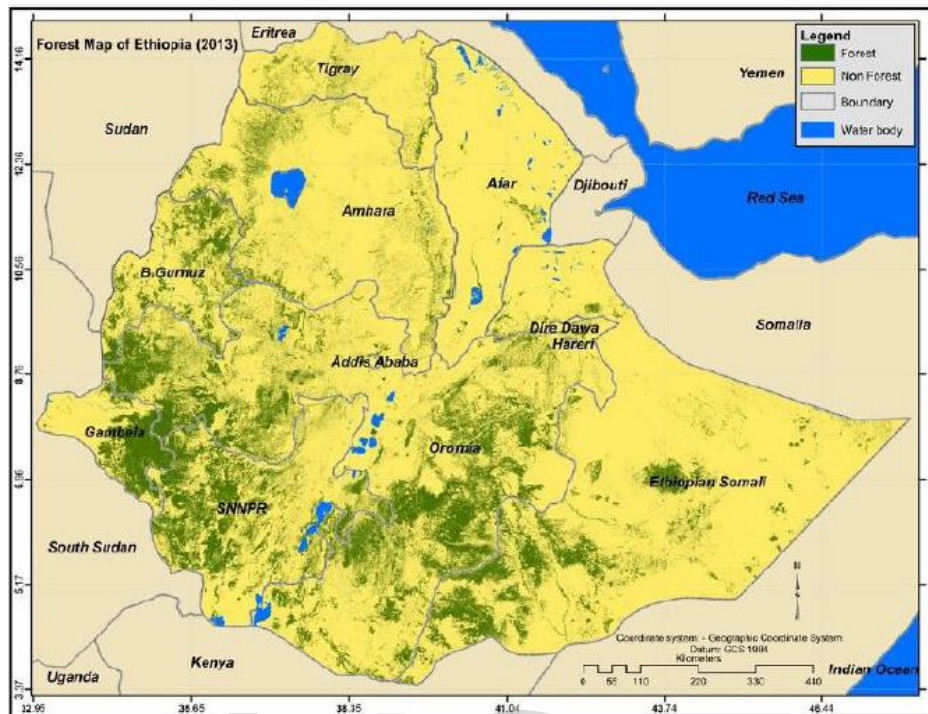 Forest Map of Ethiopia (2013)
Eritrea
Legend
Forest
Non Forest
Boundary
Water body
Yemen
Tigray
Sudan
Afar
Djibouti
Red Sea
Amhara
B.Gumuz
Dire Dawa
Hareri
Somalia
Addis Ababa
Gambela
Oromia
Ethiopian Somali
SNNPR
South Sudan
N
Coordinate system: - Geographic Coordinate System
Datum: GCS 1984
Kilometers
0 55 110 220 330 410
Kenya
Uganda
Indian Ocean
14.16
12.36
10.56
8.76
6.96
5.17
3.37
32.95 35.65 38.35 41.04 43.74 46.44